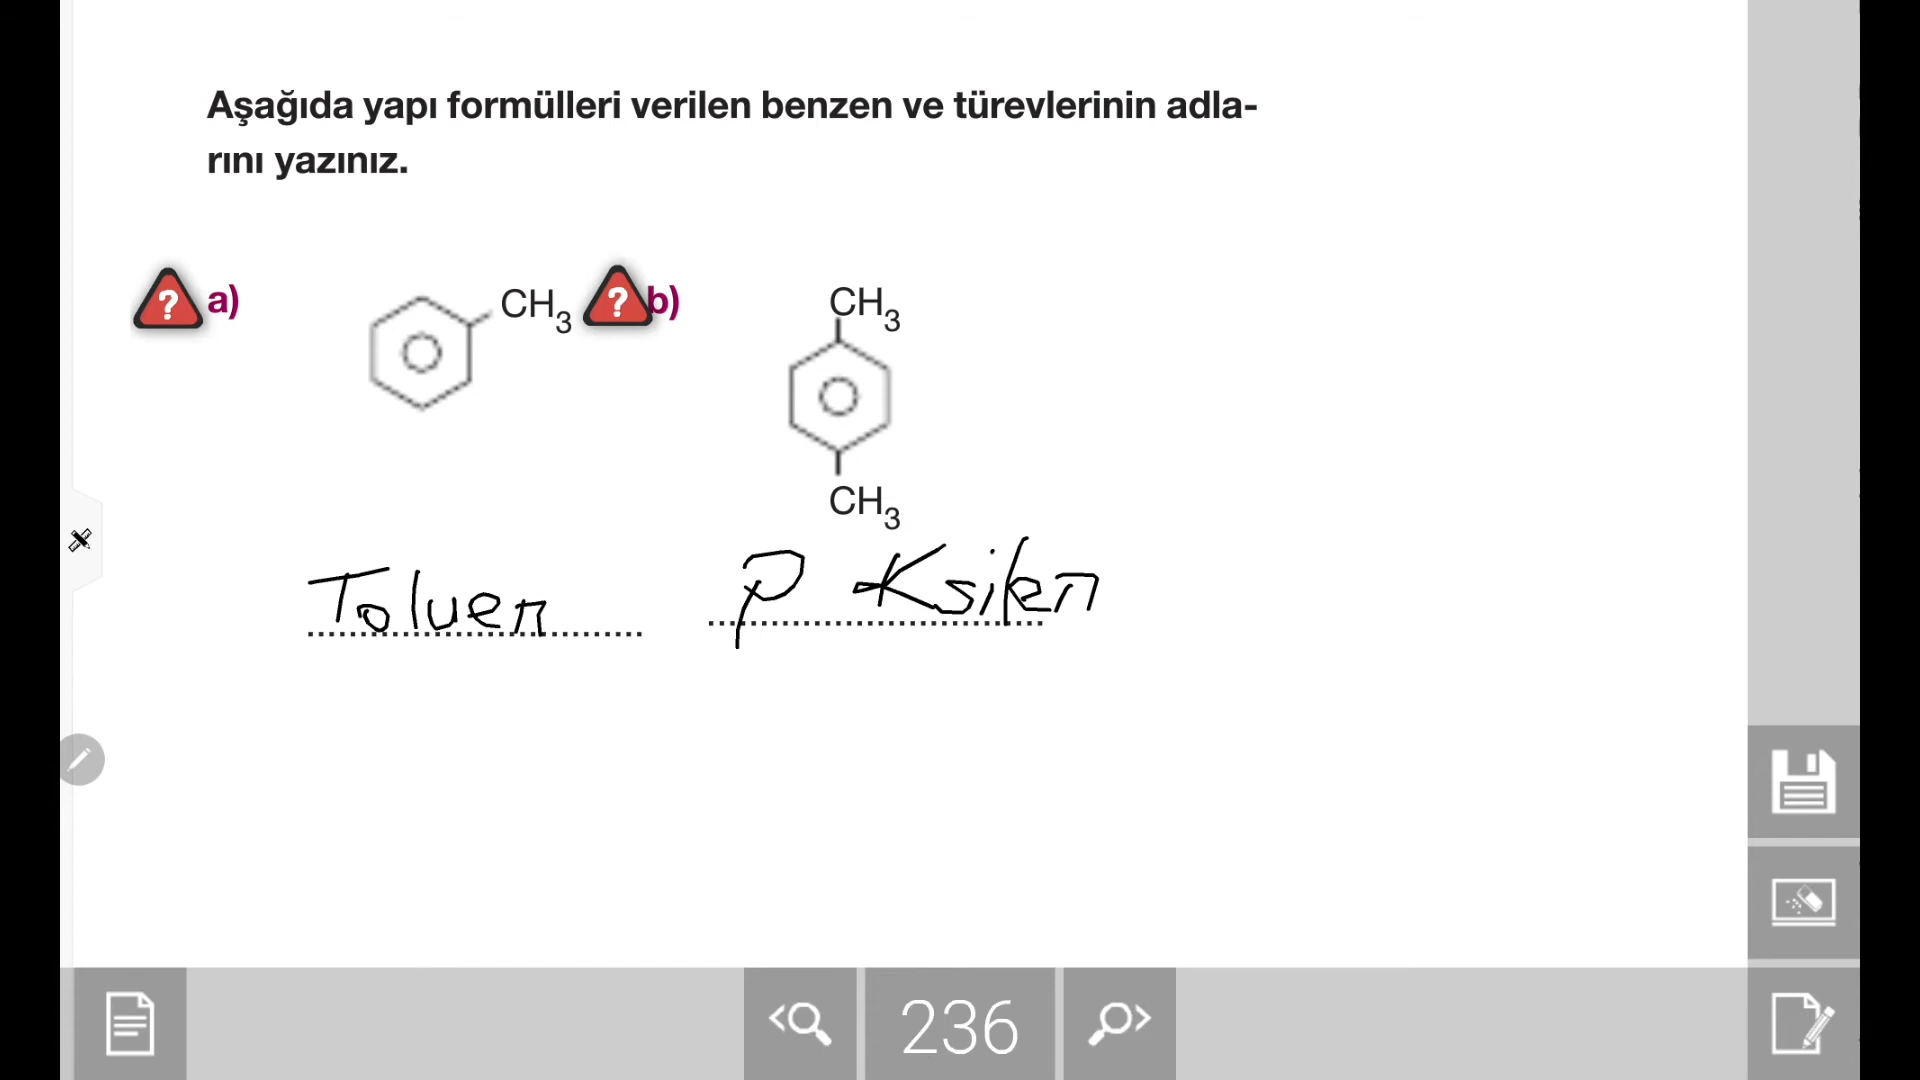 Aşağıda yapı formülleri verilen benzen ve türevlerinin adla-
rını yazınız.
? a) CH3 ? b) CH3
CH3
Toluen P-Ksilen
236